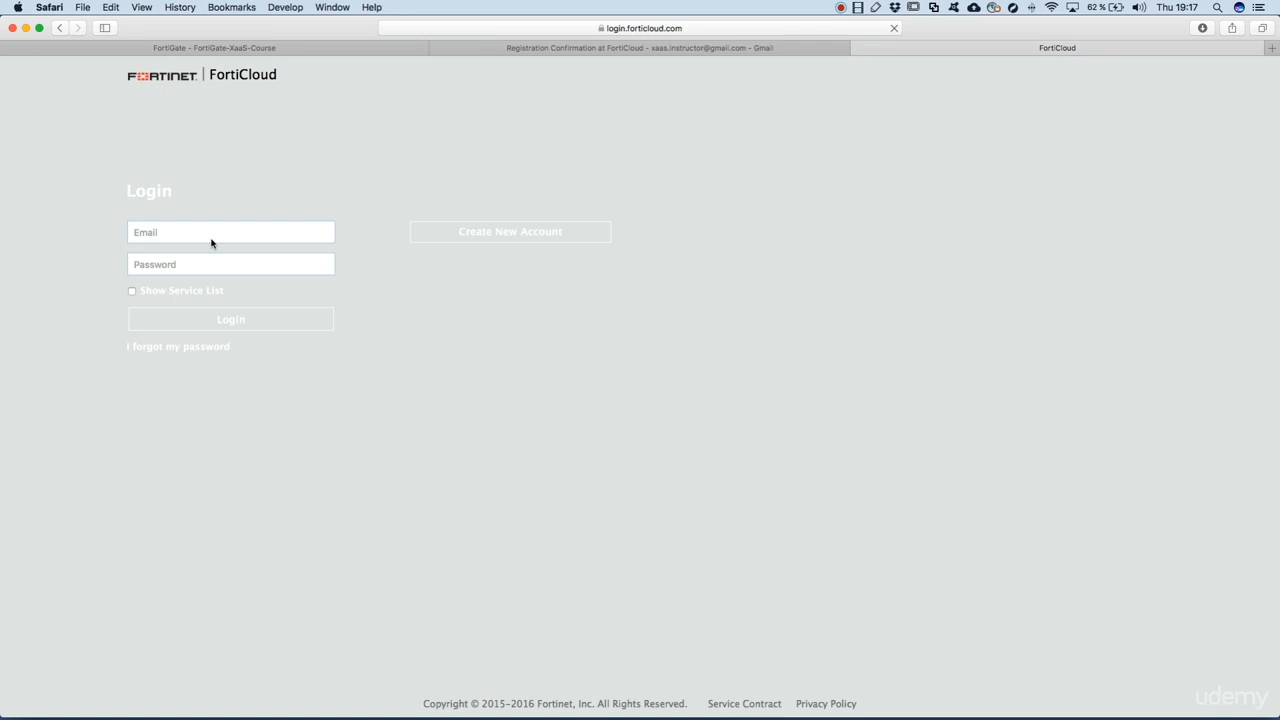 Safari File Edit View History Bookmarks Develop Window Help 62 % Thu 19:17
login.forticloud.com
FortiGate - FortiGate-XaaS-Course Registration Confirmation at FortiCloud - xaas.instructor@gmail.com - Gmail FortiCloud
FORTINET | FortiCloud
Login
Email Create New Account
Password
Show Service List
Login
i forgot my password
Copyright © 2015-2016 Fortinet, Inc. All Rights Reserved. Service Contract Privacy Policy
udemy